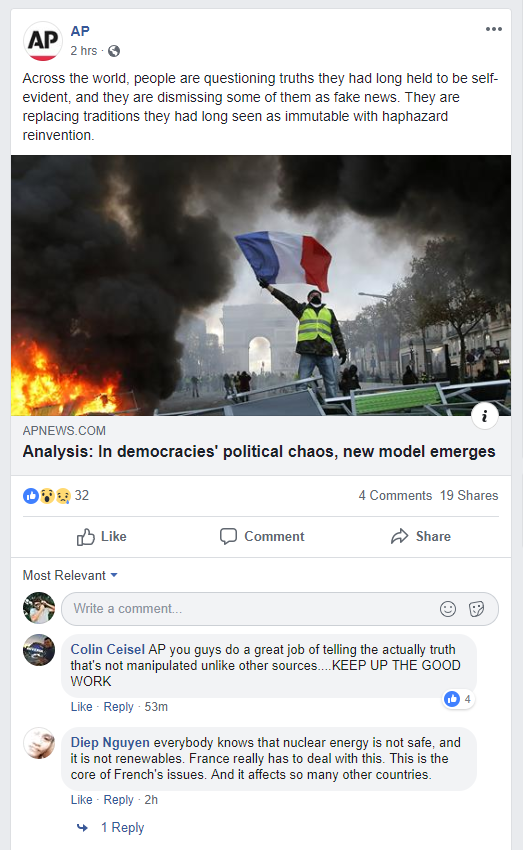 AP
AP
2 hrs ·
Across the world, people are questioning truths they had long held to be self-
evident, and they are dismissing some of them as fake news. They are
replacing traditions they had long seen as immutable with haphazard
reinvention.
i
APNEWS.COM
Analysis: In democracies' political chaos, new model emerges
32
4 Comments 19 Shares
Like Comment Share
Most Relevant
Write a comment...
Colin Ceisel AP you guys do a great job of telling the actually truth
that's not manipulated unlike other sources....KEEP UP THE GOOD
WORK
4
Like · Reply · 53m
Diep Nguyen everybody knows that nuclear energy is not safe, and
it is not renewables. France really has to deal with this. This is the
core of French's issues. And it affects so many other countries.
Like · Reply · 2h
1 Reply